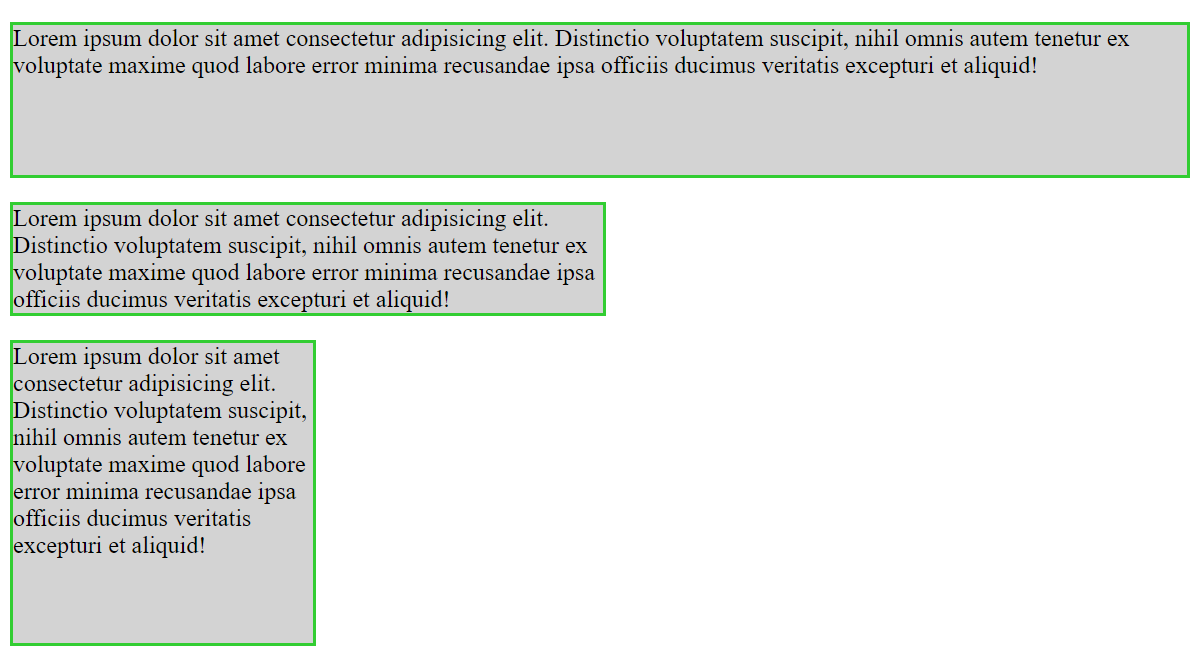 Lorem ipsum dolor sit amet consectetur adipisicing elit. Distinctio voluptatem suscipit, nihil omnis autem tenetur ex
voluptate maxime quod labore error minima recusandae ipsa officiis ducimus veritatis excepturi et aliquid!
Lorem ipsum dolor sit amet consectetur adipisicing elit.
Distinctio voluptatem suscipit, nihil omnis autem tenetur ex
voluptate maxime quod labore error minima recusandae ipsa
officiis ducimus veritatis excepturi et aliquid!
Lorem ipsum dolor sit amet
consectetur adipisicing elit.
Distinctio voluptatem suscipit,
nihil omnis autem tenetur ex
voluptate maxime quod labore
error minima recusandae ipsa
officiis ducimus veritatis
excepturi et aliquid!